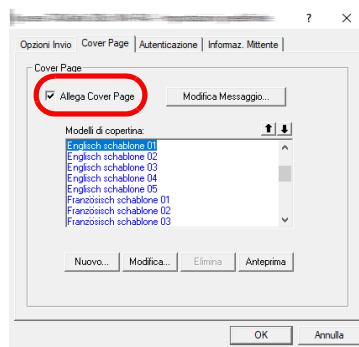 ? ×
Opzioni Invio Cover Page Autenticazione Informaz. Mittente
Cover Page
Allega Cover Page Modifica Messaggio...
Modelli di copertina:
Englisch schablone 01
Englisch schablone 02
Englisch schablone 03
Englisch schablone 04
Englisch schablone 05
Französisch schablone 01
Französisch schablone 02
Französisch schablone 03
Nuovo... Modifica... Elimina Anteprima
OK Annulla